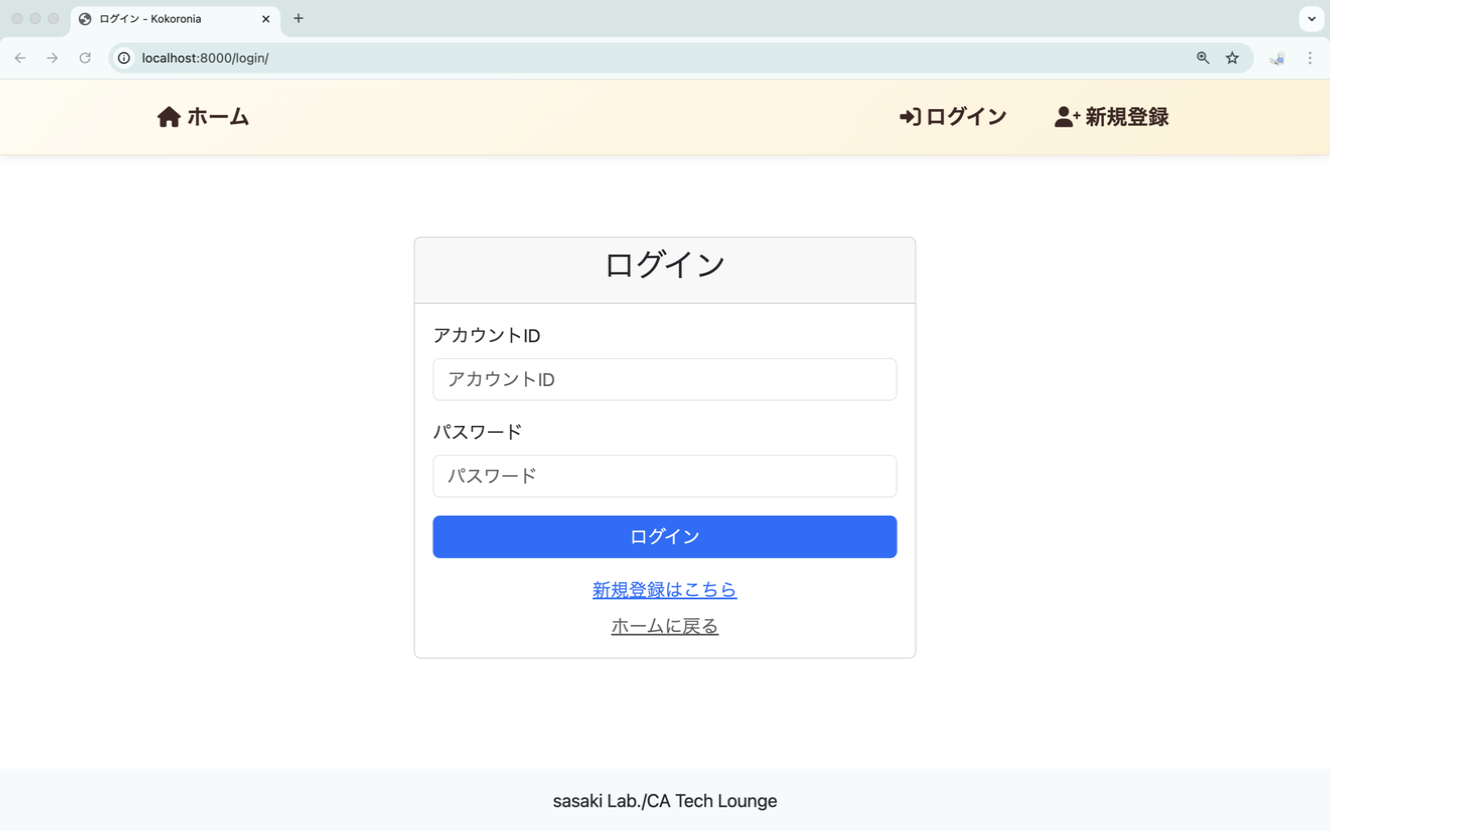 ログイン - Kokoronia
localhost:8000/login/
ホーム
ログイン
新規登録
ログイン
アカウントID
アカウントID
パスワード
パスワード
ログイン
新規登録はこちら
ホームに戻る
sasaki Lab./CA Tech Lounge